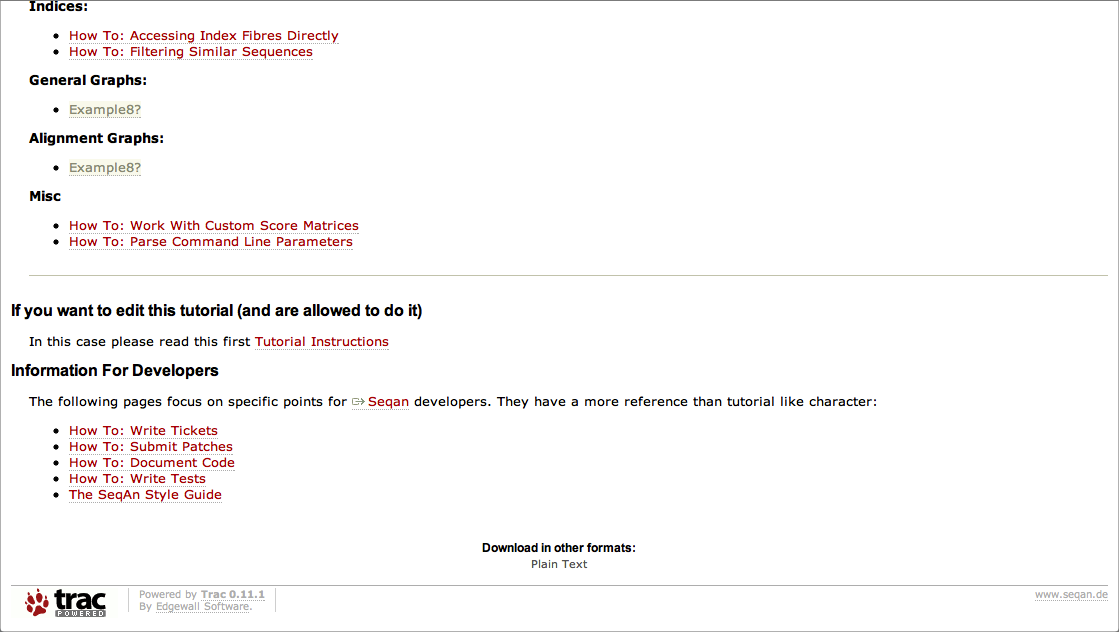 Indices:
How To: Accessing Index Fibres Directly
How To: Filtering Similar Sequences
General Graphs:
Example8?
Alignment Graphs:
Example8?
Misc
How To: Work With Custom Score Matrices
How To: Parse Command Line Parameters
If you want to edit this tutorial (and are allowed to do it)
In this case please read this first Tutorial Instructions
Information For Developers
The following pages focus on specific points for Seqan developers. They have a more reference than tutorial like character:
How To: Write Tickets
How To: Submit Patches
How To: Document Code
How To: Write Tests
The SeqAn Style Guide
Download in other formats:
Plain Text
trac
POWERED
Powered by Trac 0.11.1
By Edgewall Software.
www.seqan.de